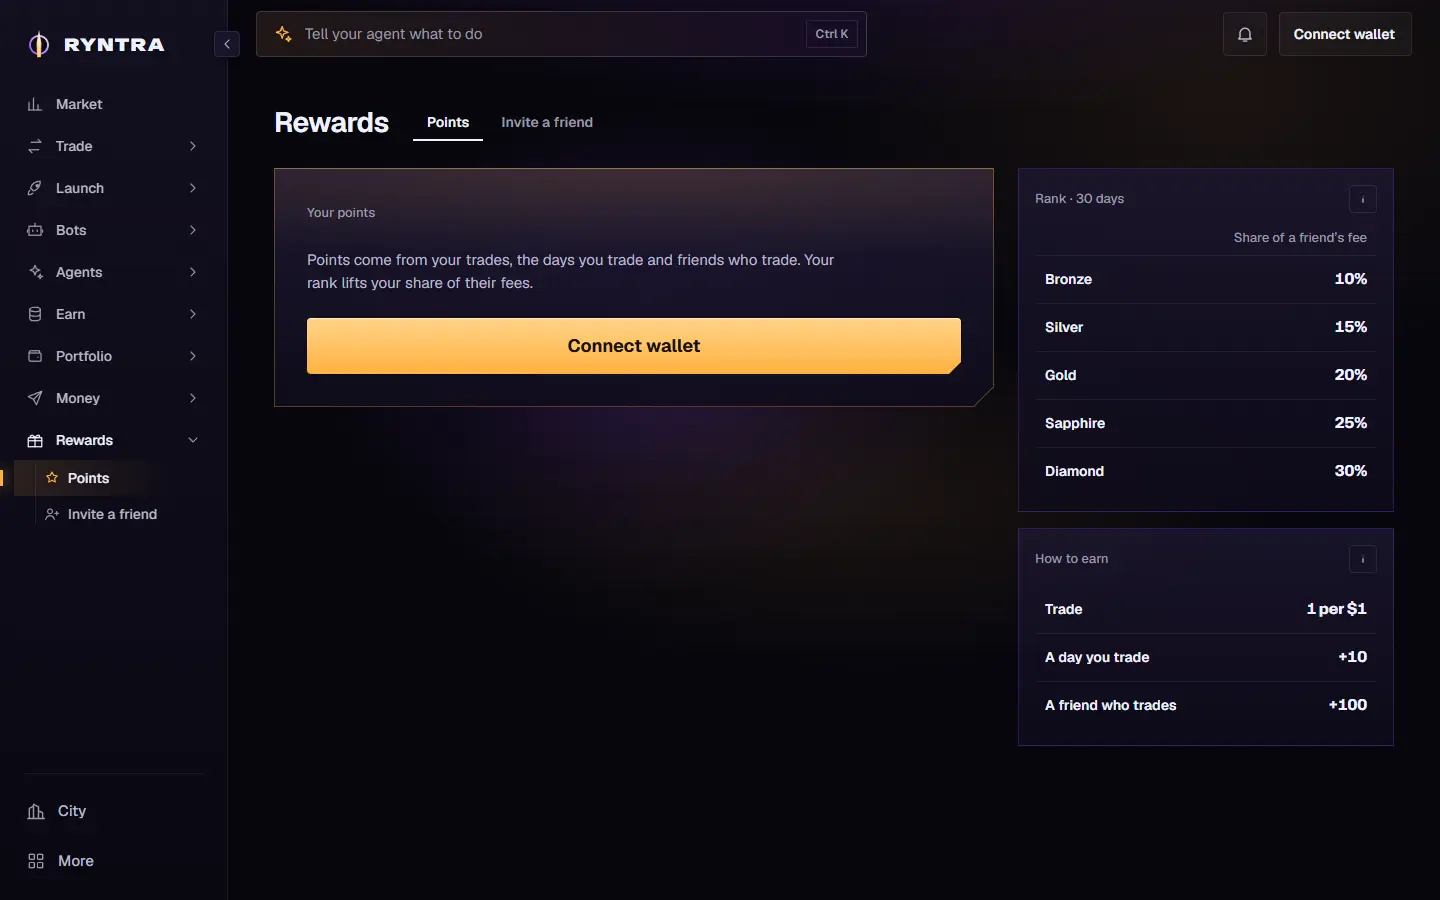 RYNTRA
Tell your agent what to do
Ctrl K
Connect wallet
Market
Trade
Launch
Bots
Agents
Earn
Portfolio
Money
Rewards
Points
Invite a friend
City
More
Rewards
Points
Invite a friend
Your points
Points come from your trades, the days you trade and friends who trade. Your
rank lifts your share of their fees.
Connect wallet
Rank · 30 days
i
Share of a friend's fee
Bronze 10%
Silver 15%
Gold 20%
Sapphire 25%
Diamond 30%
How to earn
i
Trade 1 per $1
A day you trade +10
A friend who trades +100